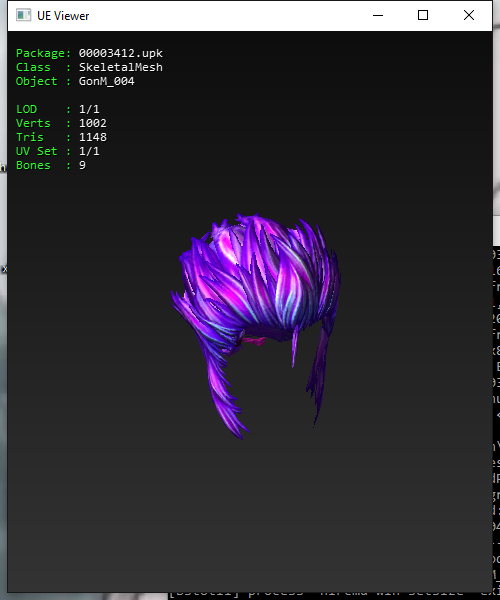 UE Viewer
Package: 00003412.upk
Class : SkeletalMesh
Object : GonM_004
LOD : 1/1
Verts : 1002
Tris : 1148
UV Set : 1/1
Bones : 9